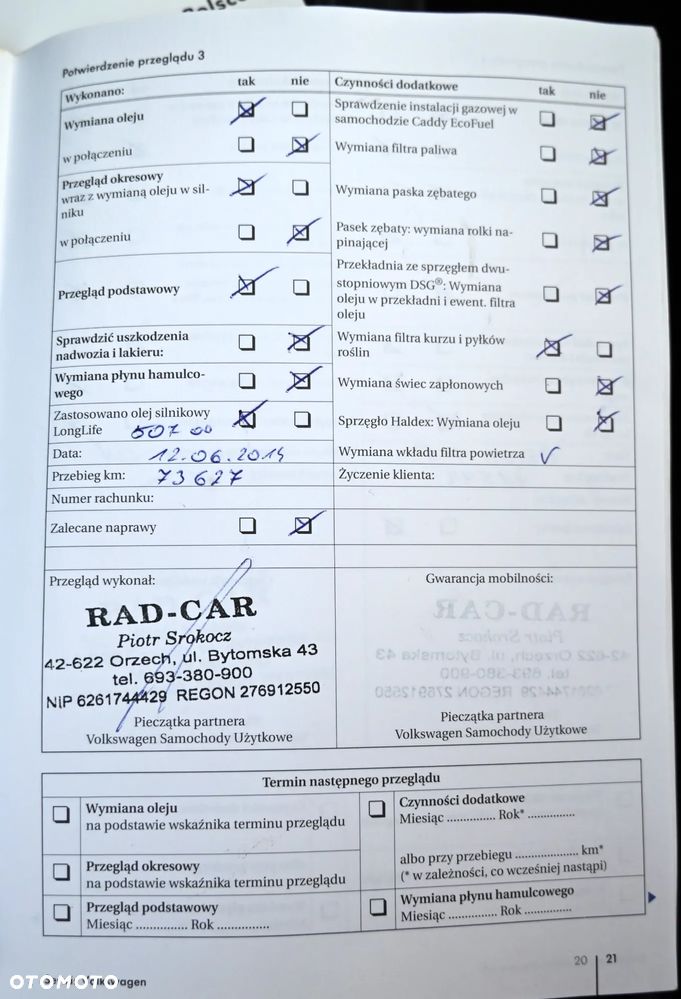 Potwierdzenie przeglądu 3
Wykonano: tak nie
Wymiana oleju
w połączeniu
Przegląd okresowy
wraz z wymianą oleju w sil-
niku
w połączeniu
Przegląd podstawowy
Sprawdzić uszkodzenia
nadwozia i lakieru:
Wymiana płynu hamulco-
wego
Zastosowano olej silnikowy
LongLife 507 00
Data: 12.06.2014
Przebieg km: 73627
Numer rachunku:
Zalecane naprawy
Czynności dodatkowe tak nie
Sprawdzenie instalacji gazowej w
samochodzie Caddy EcoFuel
Wymiana filtra paliwa
Wymiana paska zębatego
Pasek zębaty: wymiana rolki na-
pinającej
Przekładnia ze sprzęgłem dwu-
stopniowym DSG®: Wymiana
oleju w przekładni i ewent. filtra
oleju
Wymiana filtra kurzu i pyłków
roślin
Wymiana świec zapłonowych
Sprzęgło Haldex: Wymiana oleju
Wymiana wkładu filtra powietrza
Życzenie klienta:
Przegląd wykonał:
RAD-CAR
Piotr Srokocz
42-622 Orzech, ul. Bytomska 43
tel. 693-380-900
NIP 6261744429 REGON 276912550
Pieczątka partnera
Volkswagen Samochody Użytkowe
Gwarancja mobilności:
Pieczątka partnera
Volkswagen Samochody Użytkowe
Termin następnego przeglądu
Wymiana oleju
na podstawie wskaźnika terminu przeglądu
Przegląd okresowy
na podstawie wskaźnika terminu przeglądu
Przegląd podstawowy
Miesiąc ............... Rok ...............
Czynności dodatkowe
Miesiąc .............. Rok* ..............
albo przy przebiegu .................... km*
(* w zależności, co wcześniej nastąpi)
Wymiana płynu hamulcowego
Miesiąc .............. Rok ..............
20 21
OTOMOTO